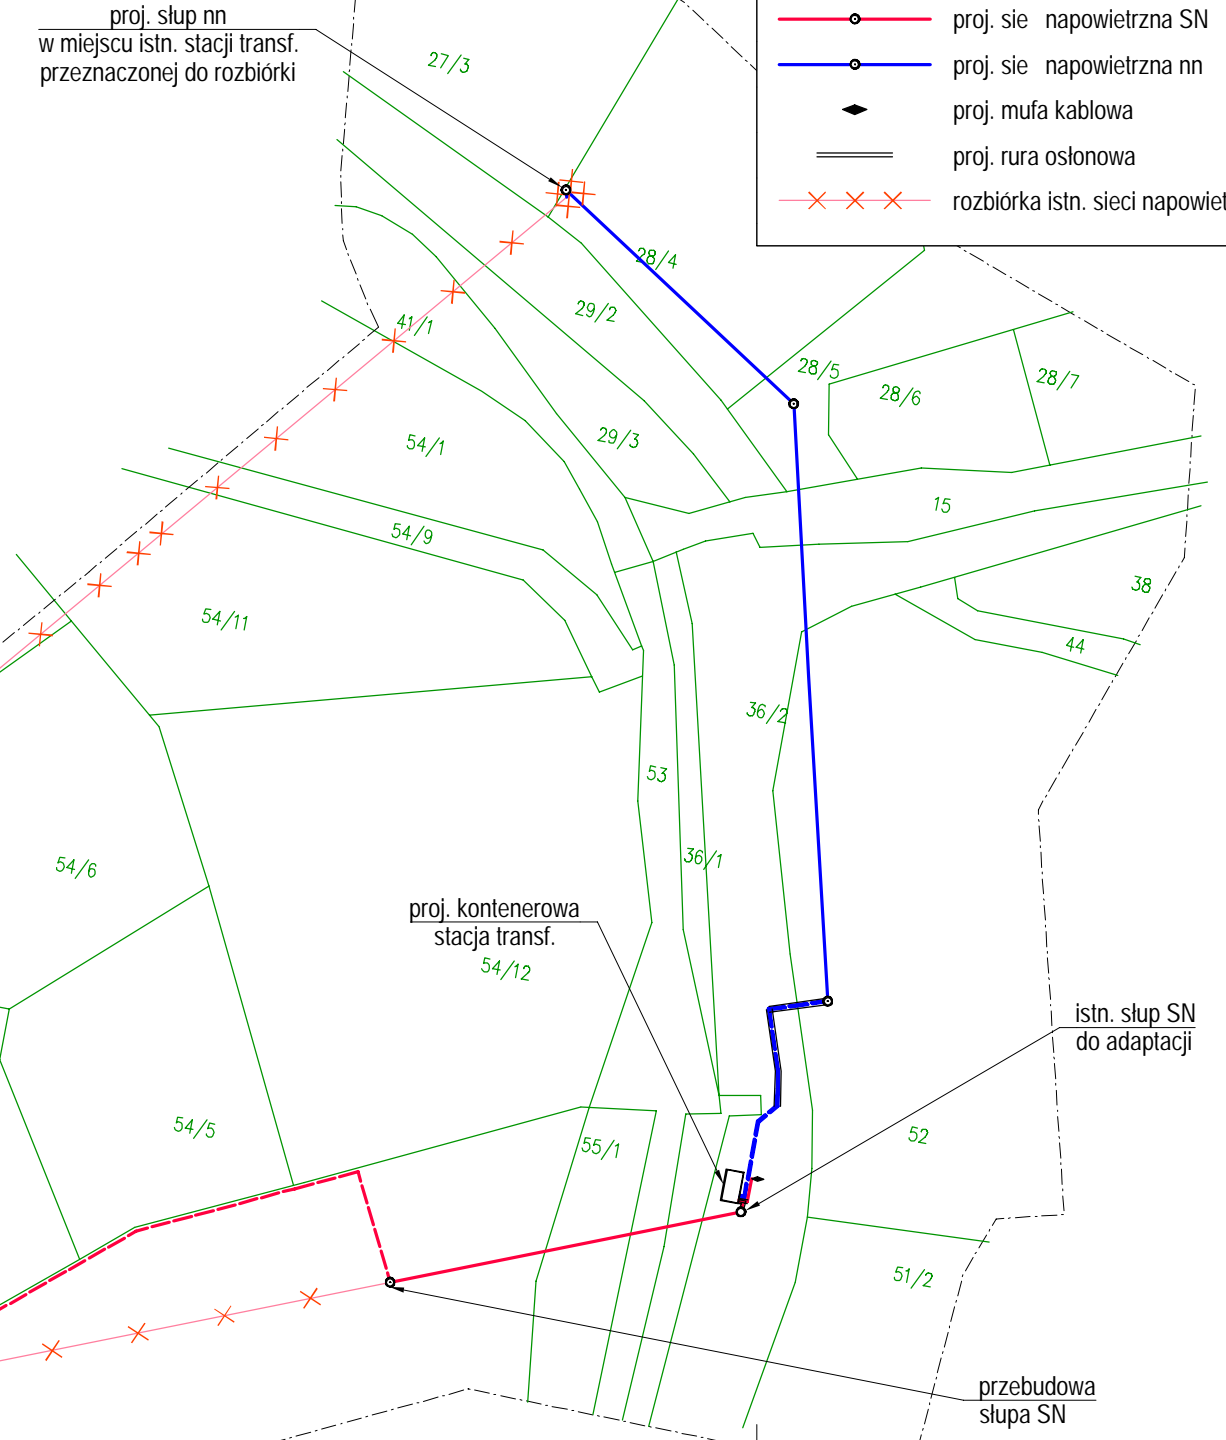 proj. słup nn
w miejscu istn. stacji transf.
przeznaczonej do rozbiórki
proj. sie napowietrzna SN
proj. sie napowietrzna nn
proj. mufa kablowa
proj. rura osłonowa
rozbiórka istn. sieci napowiet
27/3
28/4
29/2
41/1
28/5
28/6
28/7
29/3
54/1
15
54/9
38
54/11
44
36/2
53
36/1
54/6
proj. kontenerowa
stacja transf.
54/12
istn. słup SN
do adaptacji
54/5
55/1
52
51/2
przebudowa
słupa SN